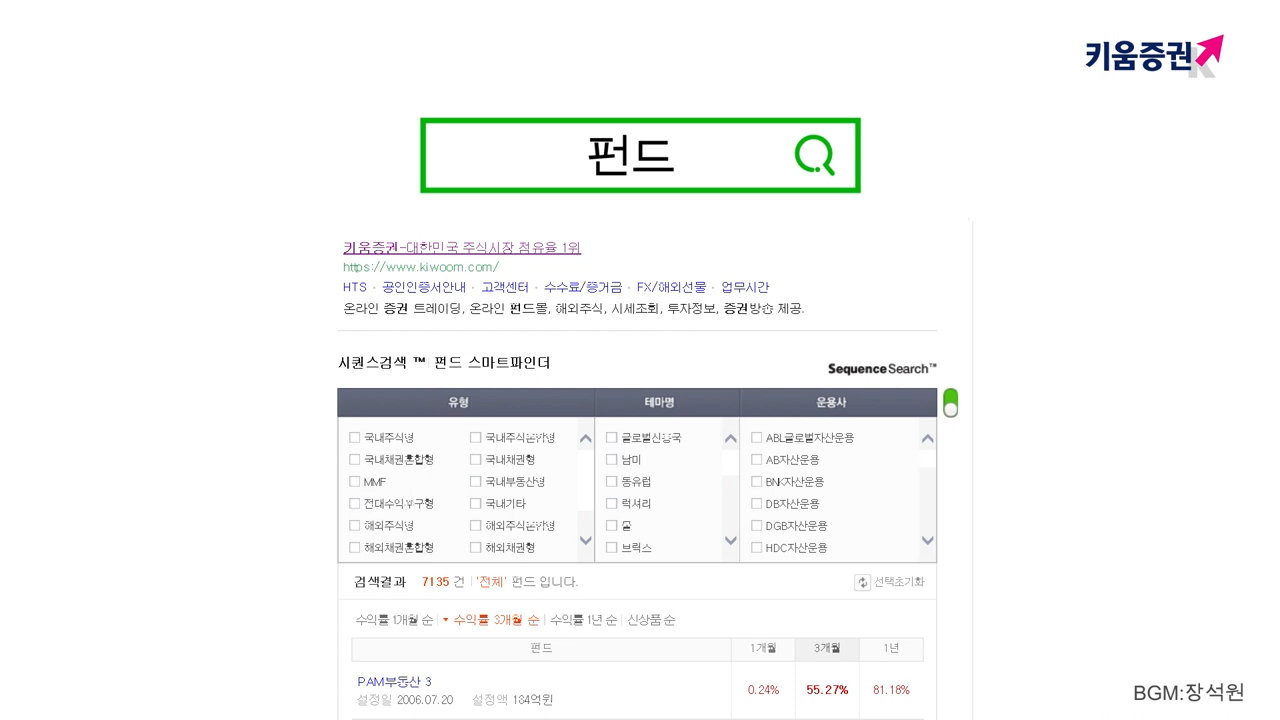 키움증권
펀드
키움증권-대한민국 주식시장 점유율 1위
https://www.kiwoom.com/
HTS · 공인인증서안내 · 고객센터 · 수수료/증거금 · FX/해외선물 · 업무시간
온라인 증권 트레이딩, 온라인 펀드몰, 해외주식, 시세조회, 투자정보, 증권방송 제공.
시퀀스검색 ™ 펀드 스마트파인더
SequenceSearch™
유형 테마명 운용사
국내주식형 국내주식혼합형 글로벌신흥국 ABL글로벌자산운용
국내채권혼합형 국내채권형 남미 AB자산운용
MMF 국내부동산형 동유럽 BNK자산운용
절대수익추구형 국내기타 럭셔리 DB자산운용
해외주식형 해외주식혼합형 물 DGB자산운용
해외채권혼합형 해외채권형 브릭스 HDC자산운용
검색결과 7135 건 | '전체' 펀드 입니다. 선택초기화
수익률 1개월 순 | 수익률 3개월 순 | 수익률 1년 순 | 신상품 순
펀드 1개월 3개월 1년
PAM부동산 3
설정일 2006.07.20 설정액 184억원 0.24% 55.27% 81.18%
BGM:장석원